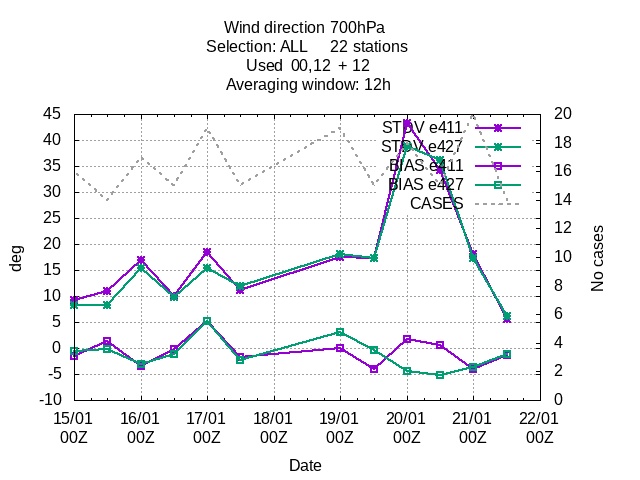 Wind direction 700hPa
Selection: ALL     22 stations
Used  00,12  + 12
Averaging window: 12h
45
40
35
30
25
20
15
10
5
0
-5
-10
20
18
16
14
12
10
8
6
4
2
0
deg
No cases
STDV e411
STDV e427
BIAS e411
BIAS e427
CASES
15/01 16/01 17/01 18/01 19/01 20/01 21/01 22/01
00Z 00Z 00Z 00Z 00Z 00Z 00Z 00Z
Date